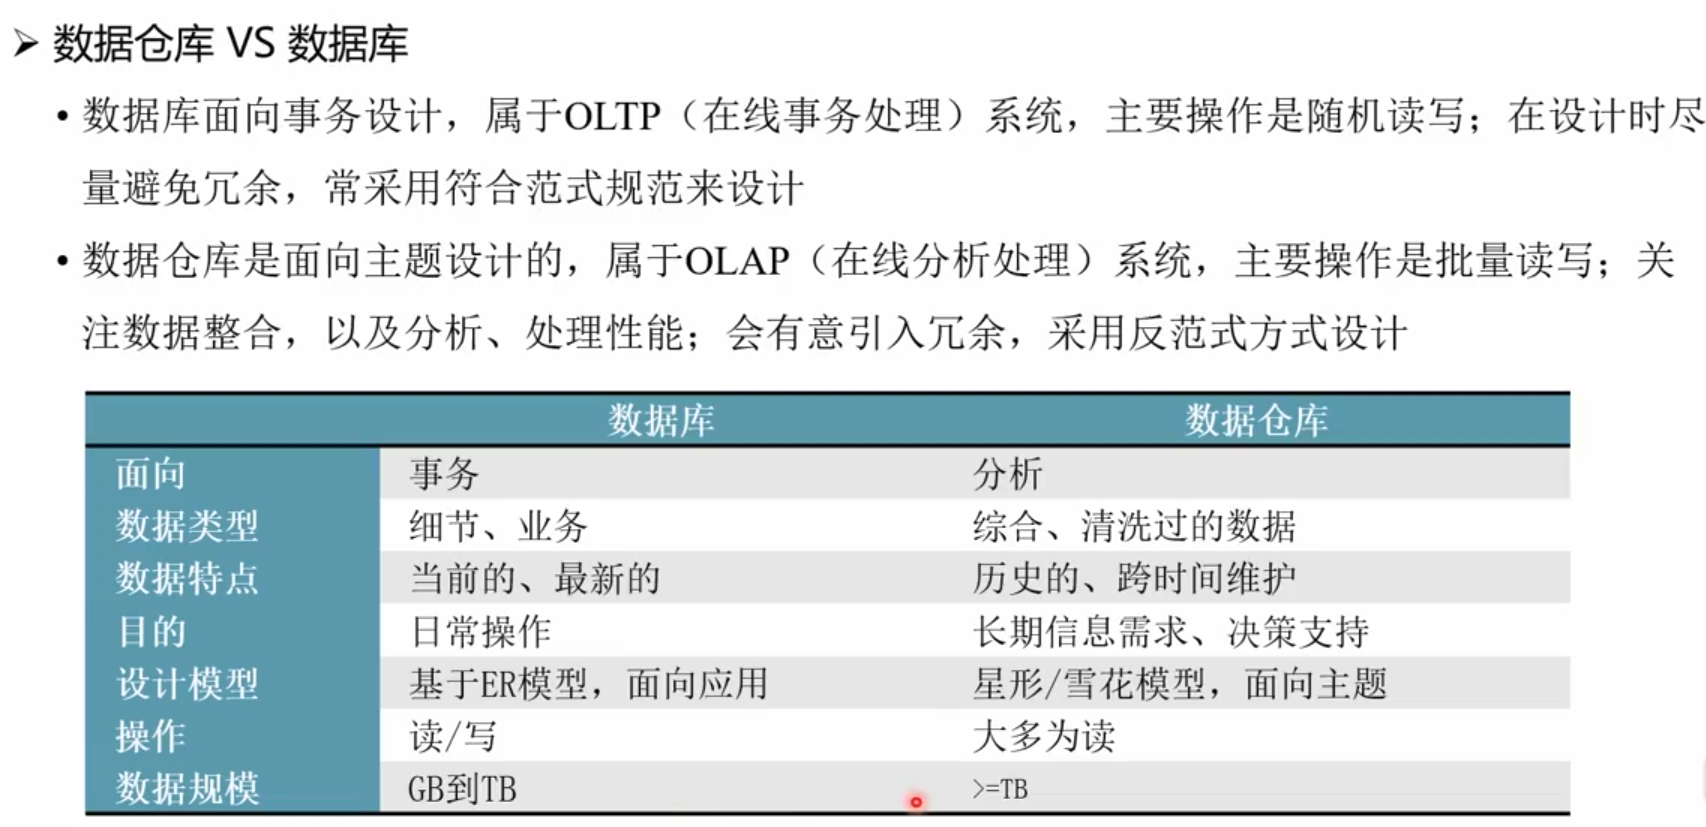 ➢ 数据仓库 VS 数据库
• 数据库面向事务设计，属于OLTP（在线事务处理）系统，主要操作是随机读写；在设计时尽
量避免冗余，常采用符合范式规范来设计
• 数据仓库是面向主题设计的，属于OLAP（在线分析处理）系统，主要操作是批量读写；关
注数据整合，以及分析、处理性能；会有意引入冗余，采用反范式方式设计
数据库 数据仓库
面向 事务 分析
数据类型 细节、业务 综合、清洗过的数据
数据特点 当前的、最新的 历史的、跨时间维护
目的 日常操作 长期信息需求、决策支持
设计模型 基于ER模型，面向应用 星形/雪花模型，面向主题
操作 读/写 大多为读
数据规模 GB到TB >=TB